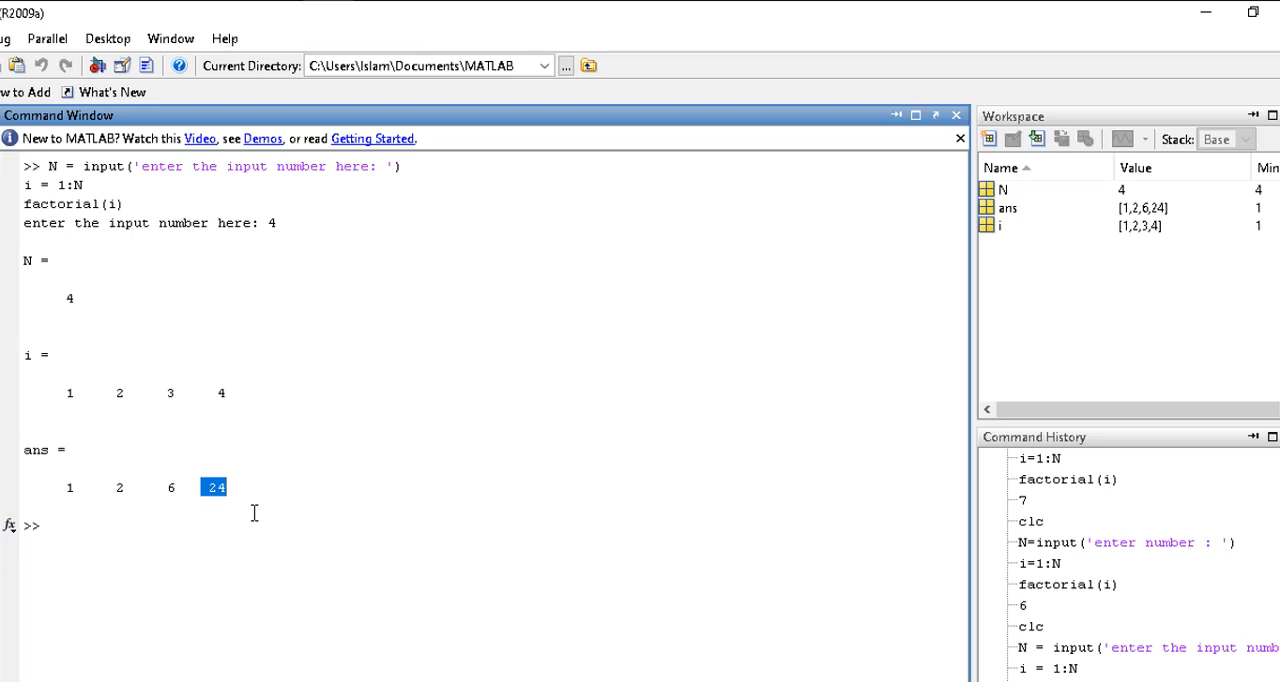 (R2009a)
ug Parallel Desktop Window Help
Current Directory: C:\Users\Islam\Documents\MATLAB ...
w to Add What's New
Command Window
New to MATLAB? Watch this Video, see Demos, or read Getting Started.
>> N = input('enter the input number here: ')
i = 1:N
factorial(i)
enter the input number here: 4
N =
4
i =
1 2 3 4
ans =
1 2 6 24
fx >>
Workspace
Stack: Base
Name Value Min
N 4 4
ans [1,2,6,24] 1
i [1,2,3,4] 1
Command History
i=1:N
factorial(i)
7
clc
N=input('enter number : ')
i=1:N
factorial(i)
6
clc
N = input('enter the input numb
i = 1:N